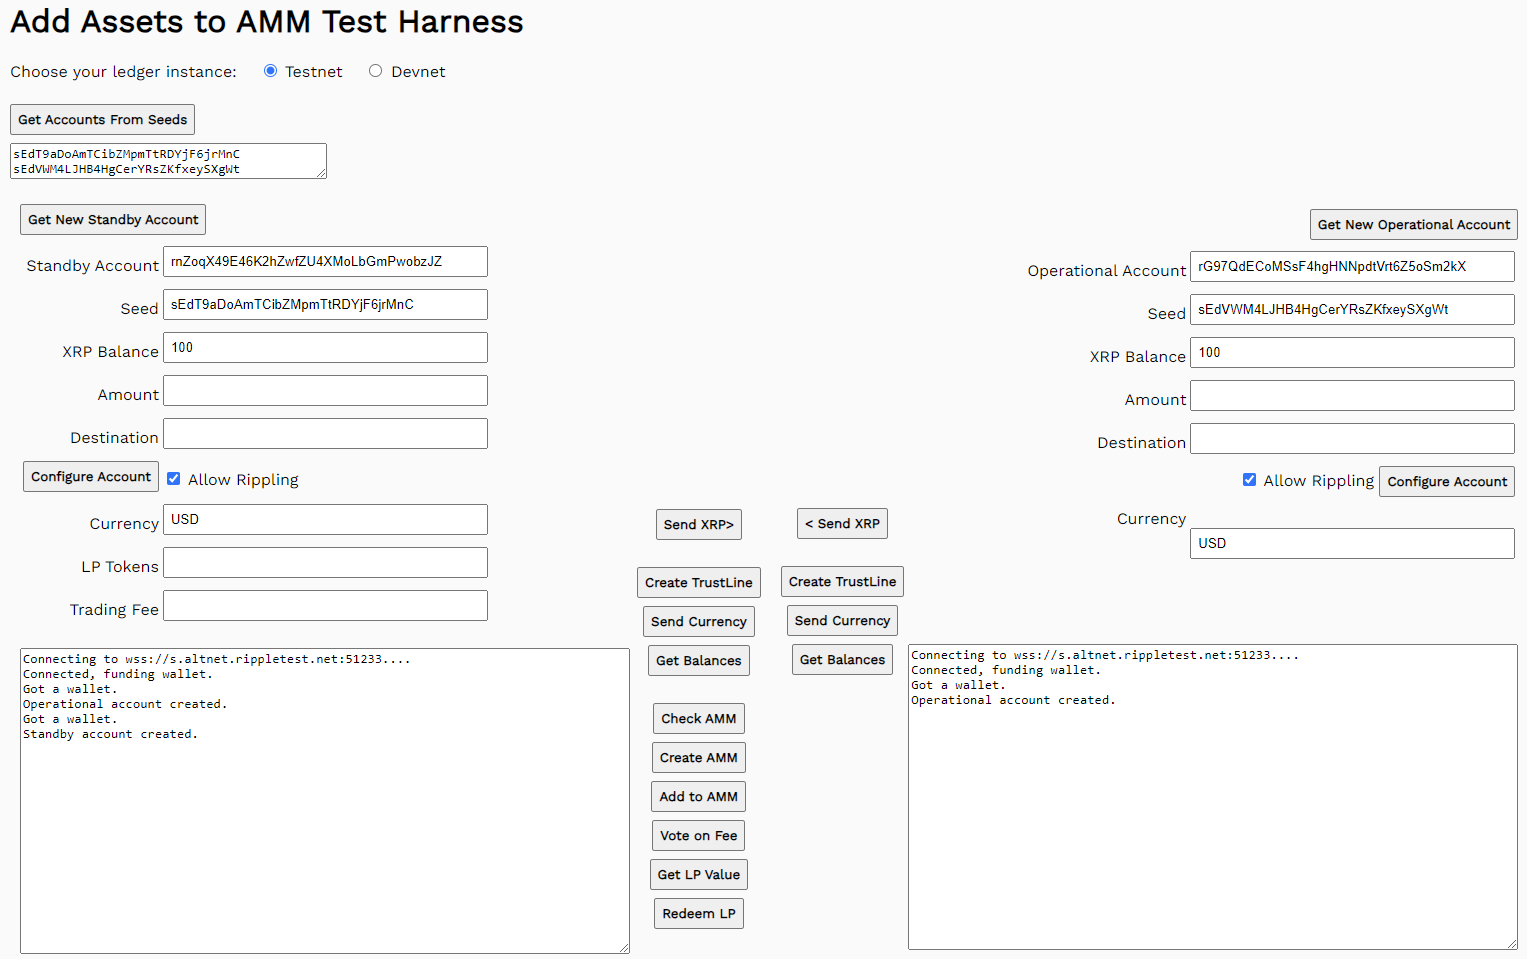 Add Assets to AMM Test Harness
Choose your ledger instance: Testnet Devnet
Get Accounts From Seeds
sEdT9aDoAmTCibZMpmTtRDYjF6jrMnC
sEdVWM4LJHB4HgCerYRsZKfxeySXgWt
Get New Standby Account
Standby Account rnZoqX49E46K2hZwfZU4XMoLbGmPwobzJZ
Seed sEdT9aDoAmTCibZMpmTtRDYjF6jrMnC
XRP Balance 100
Amount
Destination
Configure Account Allow Rippling
Currency USD
LP Tokens
Trading Fee
Connecting to wss://s.altnet.rippletest.net:51233....
Connected, funding wallet.
Got a wallet.
Operational account created.
Got a wallet.
Standby account created.
Send XRP>
Create TrustLine
Send Currency
Get Balances
Check AMM
Create AMM
Add to AMM
Vote on Fee
Get LP Value
Redeem LP
< Send XRP
Create TrustLine
Send Currency
Get Balances
Get New Operational Account
Operational Account rG97QdECoMSsF4hgHNNpdtVrt6Z5oSm2kX
Seed sEdVWM4LJHB4HgCerYRsZKfxeySXgWt
XRP Balance 100
Amount
Destination
Allow Rippling Configure Account
Currency
USD
Connecting to wss://s.altnet.rippletest.net:51233....
Connected, funding wallet.
Got a wallet.
Operational account created.